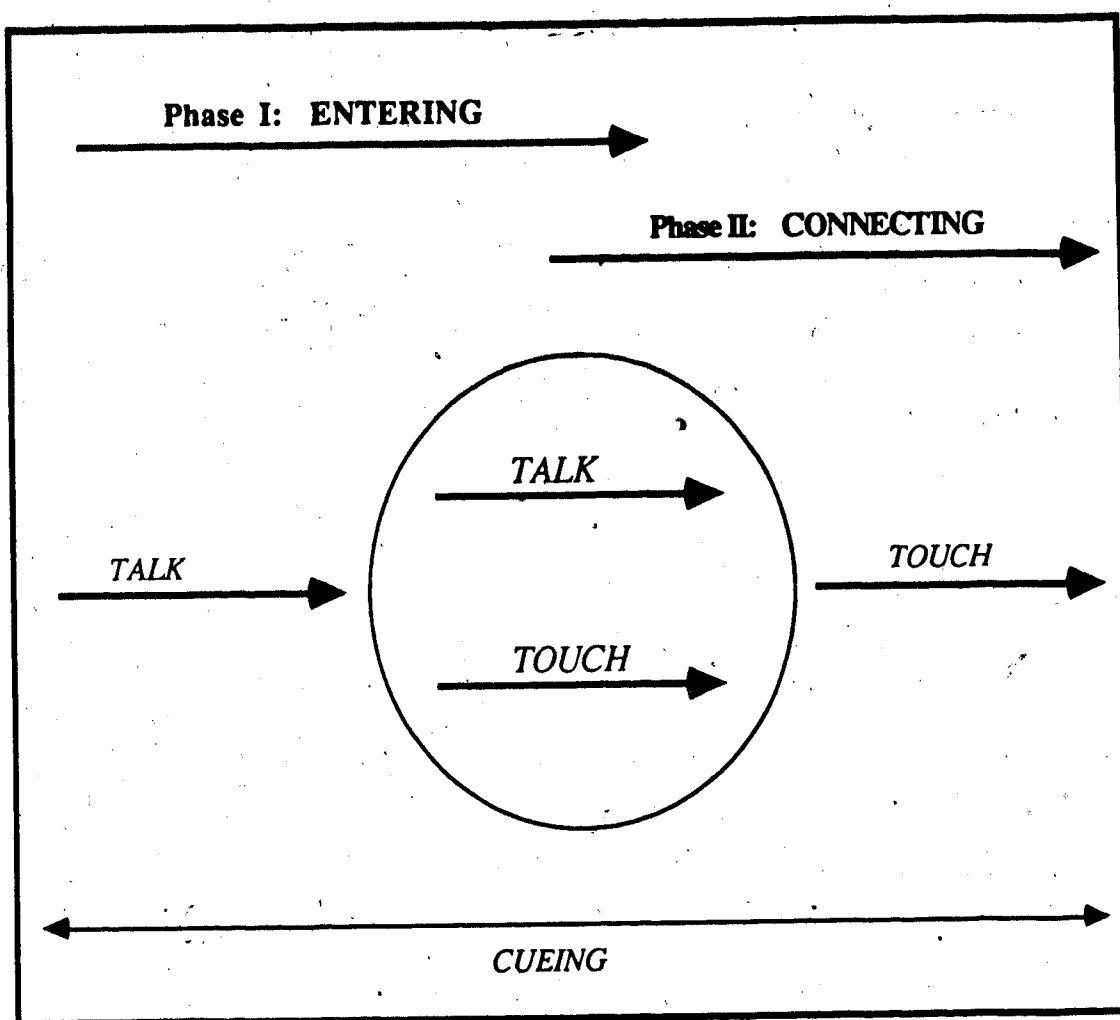 Phase I: ENTERING
Phase II: CONNECTING
TALK
TALK
TOUCH
TOUCH
CUEING